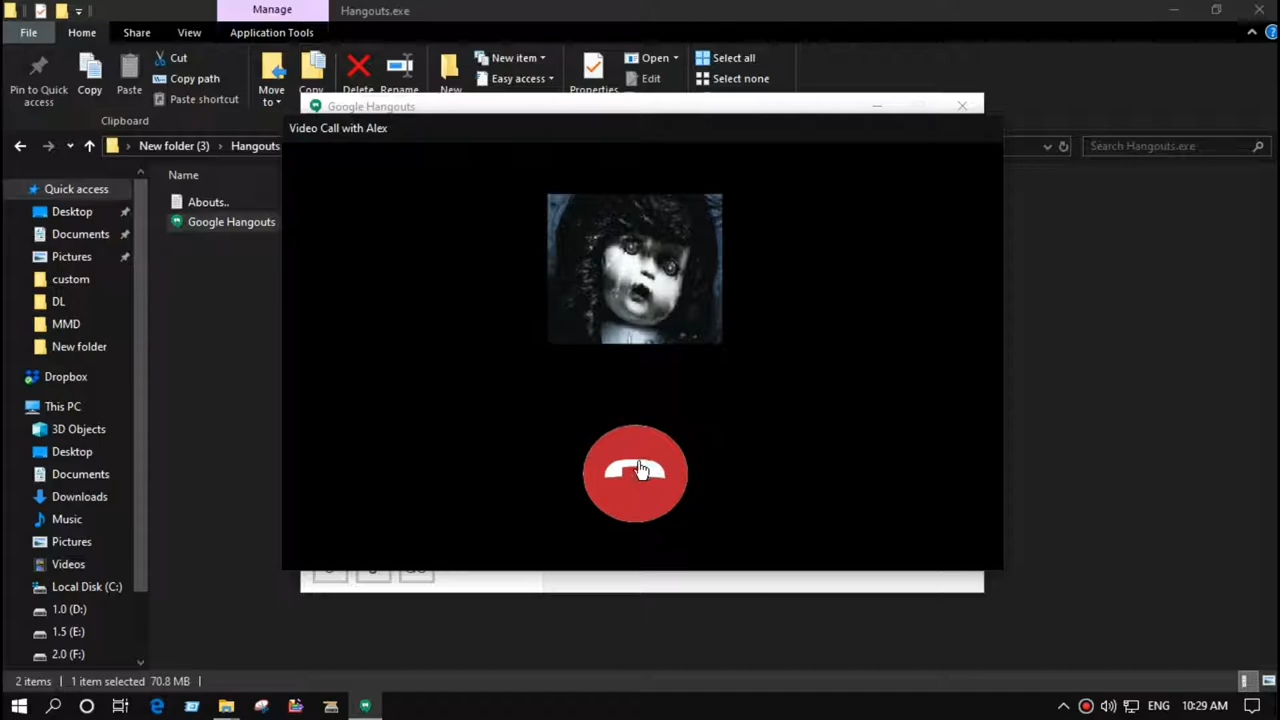 Manage
Hangouts.exe
File
Home
Share
View
Application Tools
Pin to Quick access
Copy
Paste
Cut
Copy path
Paste shortcut
Clipboard
Move to
Copy
Delete
Rename
New
New item
Easy access
Properties
Open
Edit
Select all
Select none
Google Hangouts
Video Call with Alex
New folder (3)
Hangouts
Search Hangouts.exe
Name
Abouts..
Google Hangouts
Quick access
Desktop
Documents
Pictures
custom
DL
MMD
New folder
Dropbox
This PC
3D Objects
Desktop
Documents
Downloads
Music
Pictures
Videos
Local Disk (C:)
1.0 (D:)
1.5 (E:)
2.0 (F:)
2 items
1 item selected 70.8 MB
ENG
10:29 AM